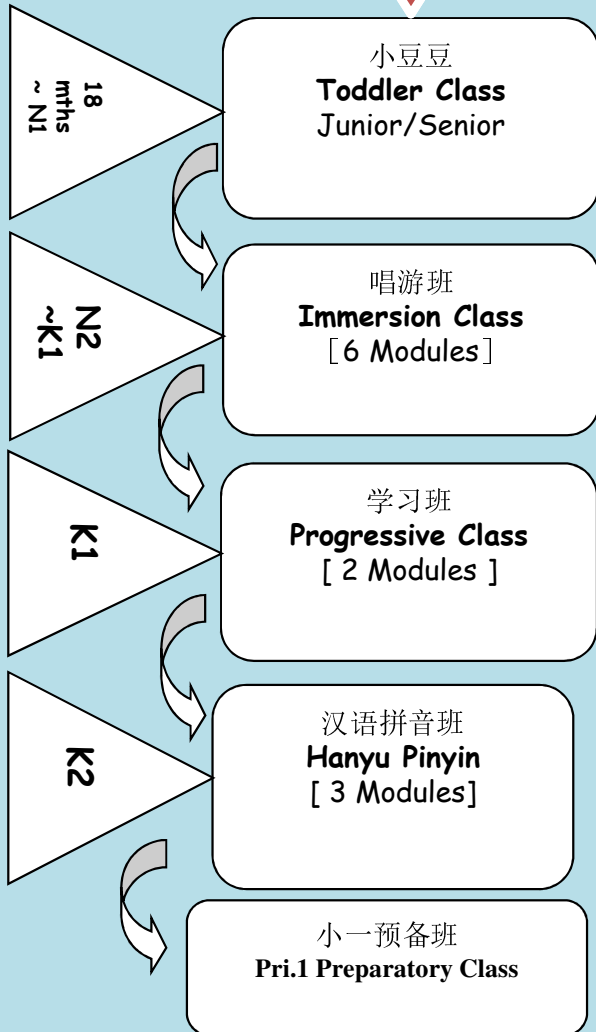 18
mths
~ N1
小豆豆
Toddler Class
Junior/Senior
N2
~K1
唱游班
Immersion Class
[6 Modules]
K1
学习班
Progressive Class
[ 2 Modules ]
K2
汉语拼音班
Hanyu Pinyin
[ 3 Modules]
小一预备班
Pri.1 Preparatory Class